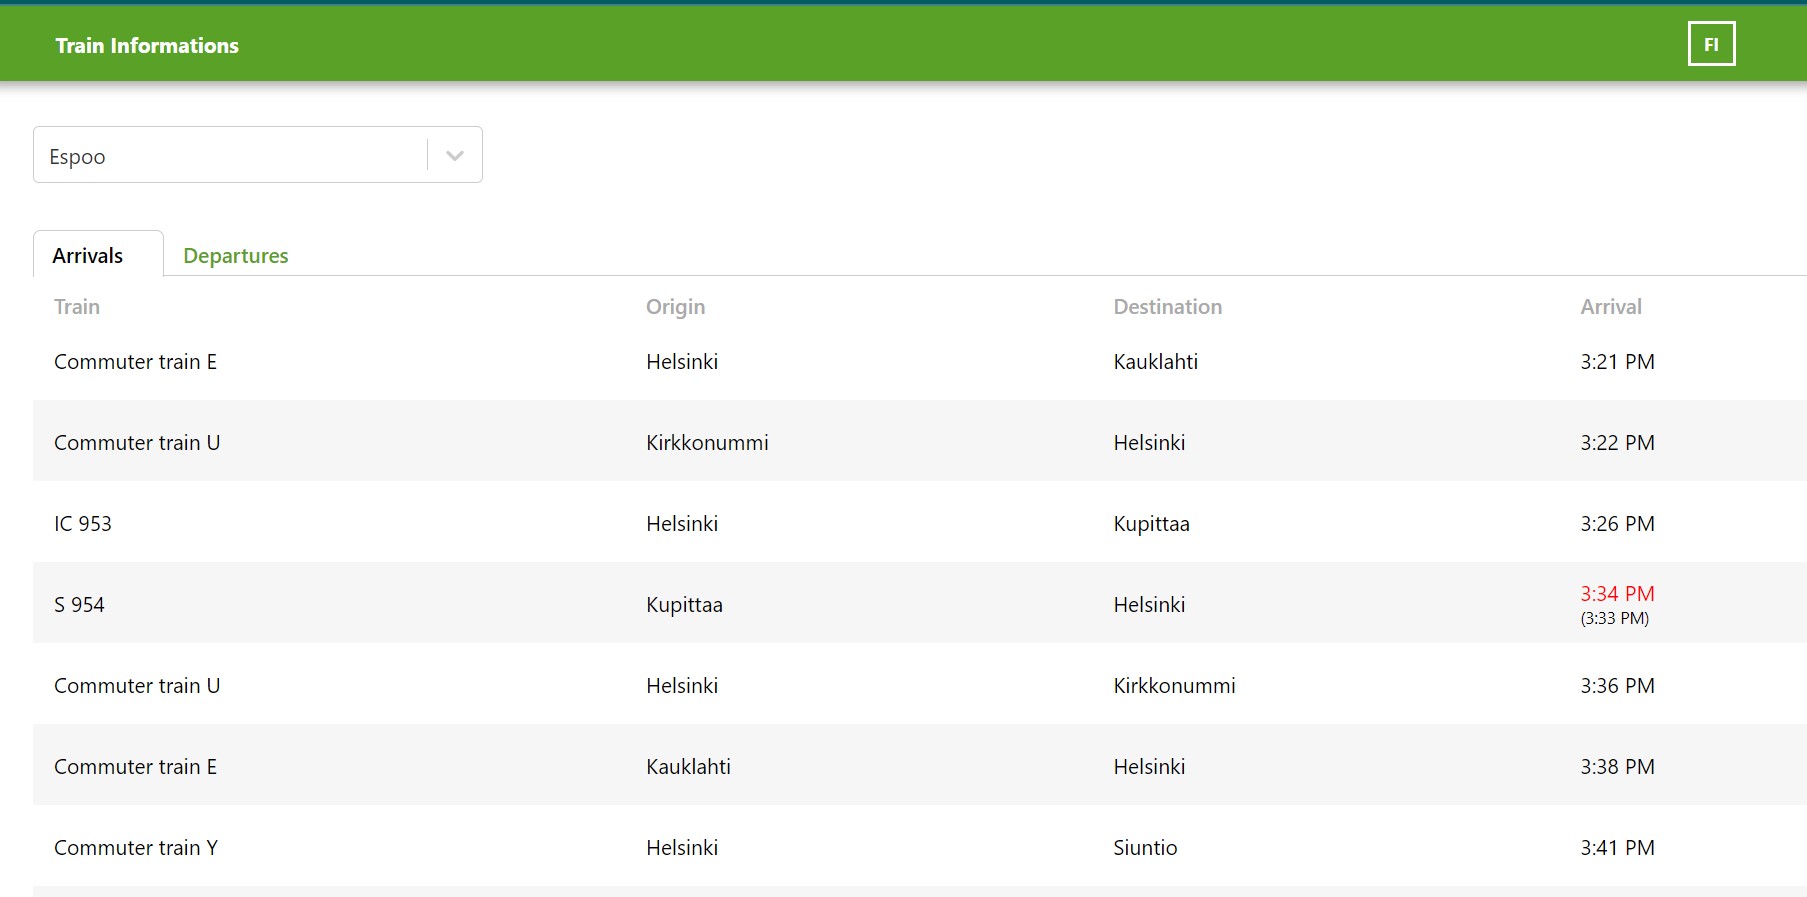 Train Informations FI
Espoo
Arrivals Departures
Train Origin Destination Arrival
Commuter train E Helsinki Kauklahti 3:21 PM
Commuter train U Kirkkonummi Helsinki 3:22 PM
IC 953 Helsinki Kupittaa 3:26 PM
S 954 Kupittaa Helsinki 3:34 PM
(3:33 PM)
Commuter train U Helsinki Kirkkonummi 3:36 PM
Commuter train E Kauklahti Helsinki 3:38 PM
Commuter train Y Helsinki Siuntio 3:41 PM